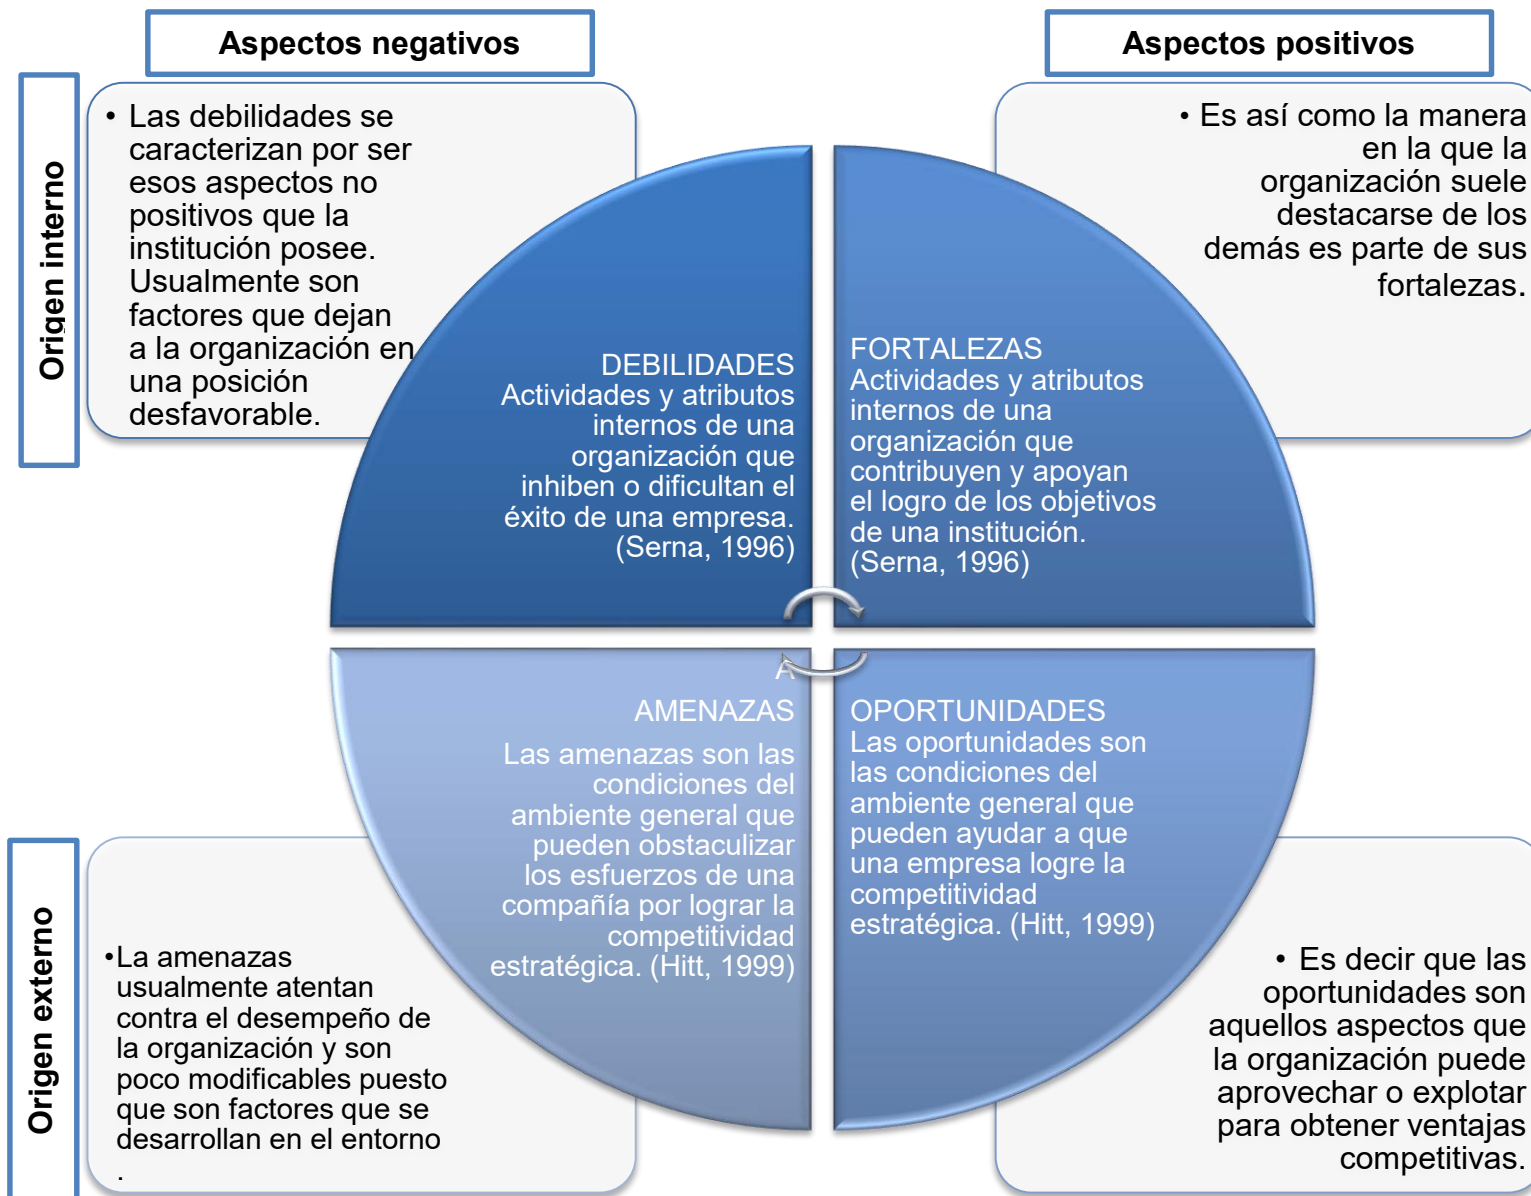 Aspectos negativos
Aspectos positivos
Origen interno
• Las debilidades se
caracterizan por ser
esos aspectos no
positivos que la
institución posee.
Usualmente son
factores que dejan
a la organización en
una posición
desfavorable.
• Es así como la manera
en la que la
organización suele
destacarse de los
demás es parte de sus
fortalezas.
DEBILIDADES
Actividades y atributos
internos de una
organización que
inhiben o dificultan el
éxito de una empresa.
(Serna, 1996)
FORTALEZAS
Actividades y atributos
internos de una
organización que
contribuyen y apoyan
el logro de los objetivos
de una institución.
(Serna, 1996)
A
AMENAZAS
Las amenazas son las
condiciones del
ambiente general que
pueden obstaculizar
los esfuerzos de una
compañía por lograr la
competitividad
estratégica. (Hitt, 1999)
OPORTUNIDADES
Las oportunidades son
las condiciones del
ambiente general que
pueden ayudar a que
una empresa logre la
competitividad
estratégica. (Hitt, 1999)
Origen externo
•La amenazas
usualmente atentan
contra el desempeño de
la organización y son
poco modificables puesto
que son factores que se
desarrollan en el entorno
.
• Es decir que las
oportunidades son
aquellos aspectos que
la organización puede
aprovechar o explotar
para obtener ventajas
competitivas.